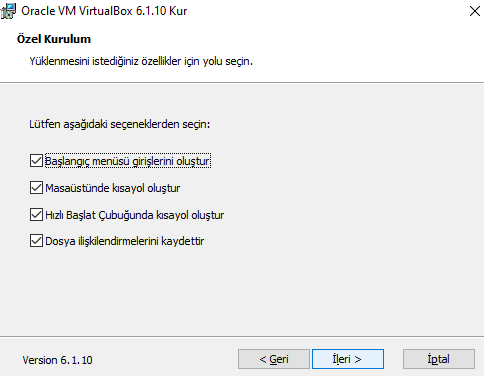 Oracle VM VirtualBox 6.1.10 Kur
Özel Kurulum
Yüklenmesini istediğiniz özellikler için yolu seçin.
Lütfen aşağıdaki seçeneklerden seçin:
Başlangıç menüsü girişlerini oluştur
Masaüstünde kısayol oluştur
Hızlı Başlat Çubuğunda kısayol oluştur
Dosya ilişkilendirmelerini kaydettir
Version 6.1.10
< Geri
İleri >
İptal